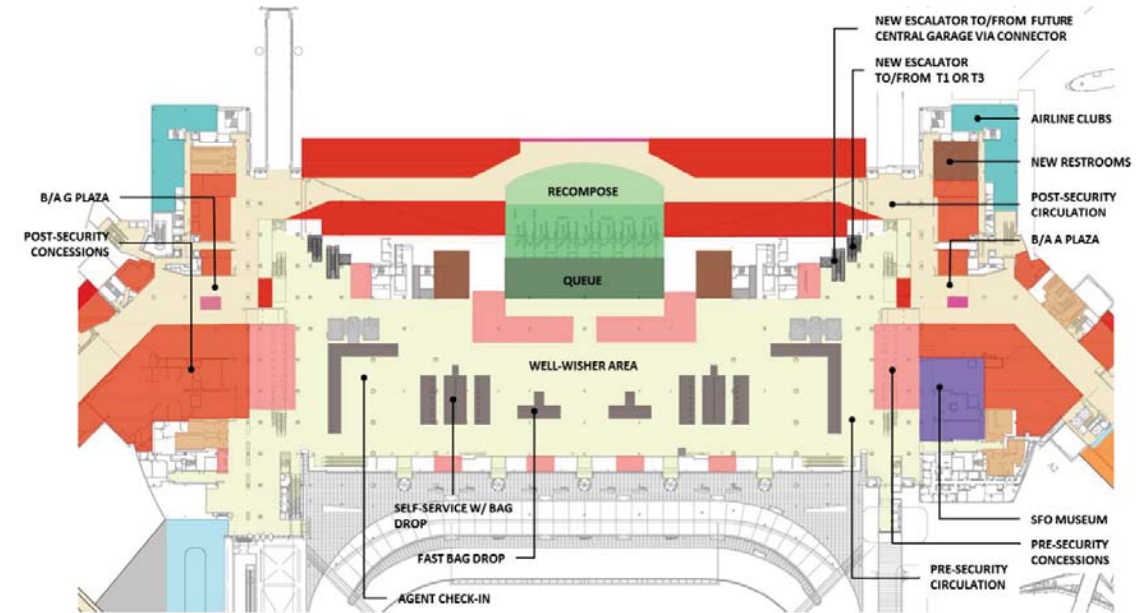 NEW ESCALATOR TO/FROM FUTURE
CENTRAL GARAGE VIA CONNECTOR
NEW ESCALATOR
TO/FROM T1 OR T3
AIRLINE CLUBS
NEW RESTROOMS
POST-SECURITY
CIRCULATION
B/A A PLAZA
B/A G PLAZA
POST-SECURITY
CONCESSIONS
RECOMPOSE
QUEUE
WELL-WISHER AREA
SELF-SERVICE W/ BAG
DROP
FAST BAG DROP
AGENT CHECK-IN
SFO MUSEUM
PRE-SECURITY
CONCESSIONS
PRE-SECURITY
CIRCULATION